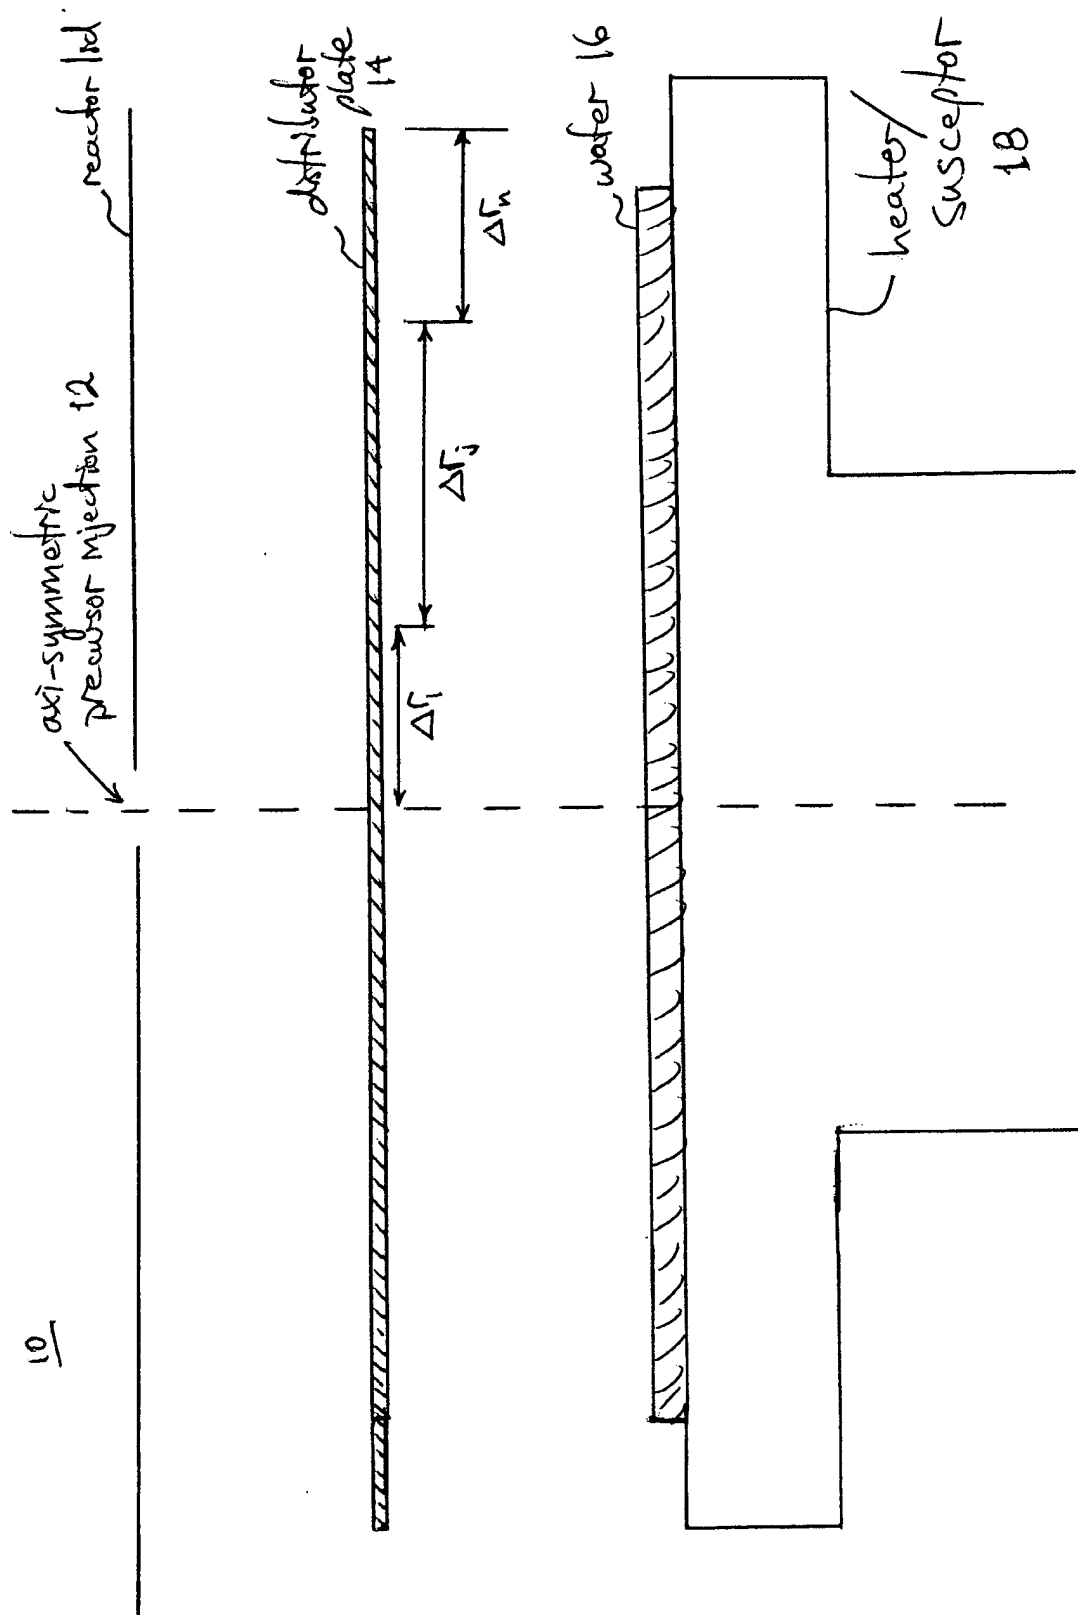 10
axi-symmetric
precursor injection 12
reactor lid
distributor
plate
14
Δr₁
Δrⱼ
Δrₙ
wafer 16
heater/
susceptor
18